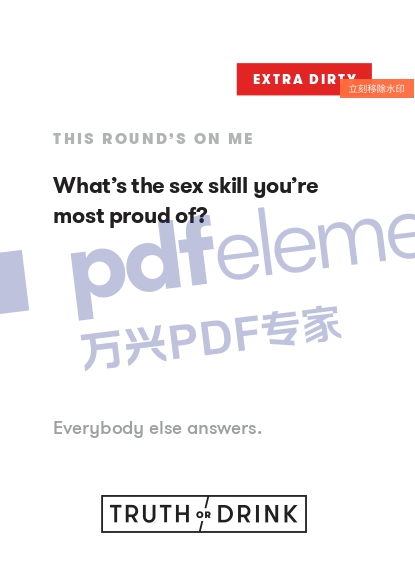 EXTRA DIRTY
立刻移除水印
THIS ROUND’S ON ME
What’s the sex skill you’re
most proud of?
pdfeleme
万兴PDF专家
Everybody else answers.
TRUTH OR DRINK